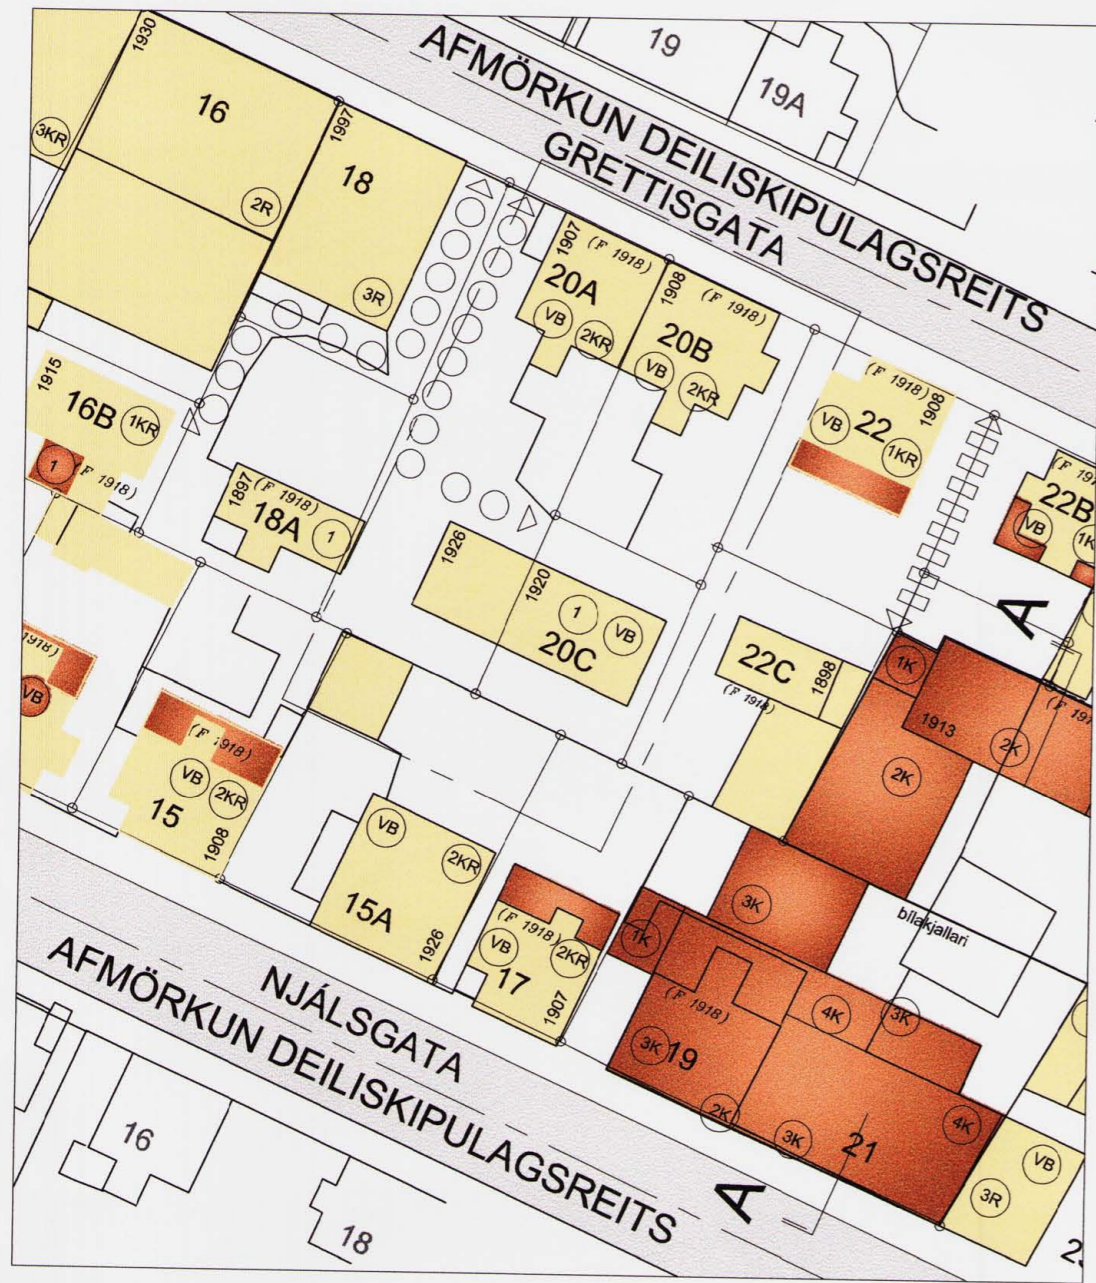 AFMÖRKUN DEILISKIPULAGSREITS
GRETTISGATA
19
19A
1930
16
3KR
2R
1997
18
3R
1907
(F 1918)
20A
VB
2KR
1908
(F 1918)
20B
VB
2KR
(F 1918)
1908
VB
22
1KR
22B
VB
1915
16B
1KR
1
(F 1918)
1897
(F 1918)
18A
1
1926
1920
1
VB
20C
22C
1898
(F 1918)
A
1K
1913
2K
2K
VB
(F 1918)
VB
2KR
15
1908
VB
2KR
15A
1926
(F 1918)
VB
2KR
17
1907
3K
1K
bílakjallari
(F 1918)
4K
3K
3K
19
2K
3K
21
4K
VB
3R
A
NJÁLSGATA
AFMÖRKUN DEILISKIPULAGSREITS
16
18